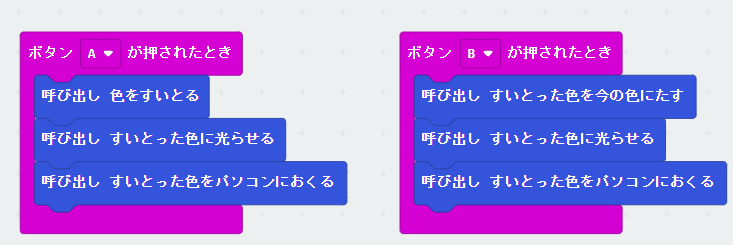 ボタン A が押されたとき
呼び出し 色をすいとる
呼び出し すいとった色に光らせる
呼び出し すいとった色をパソコンにおくる
ボタン B が押されたとき
呼び出し すいとった色を今の色にたす
呼び出し すいとった色に光らせる
呼び出し すいとった色をパソコンにおくる